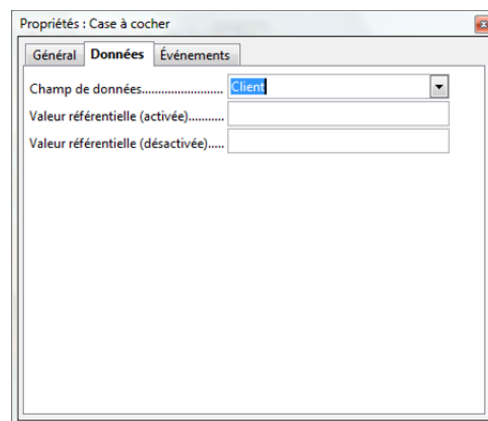 Propriétés : Case à cocher
Général Données Événements
Champ de données......................... Client
Valeur référentielle (activée)...........
Valeur référentielle (désactivée).....